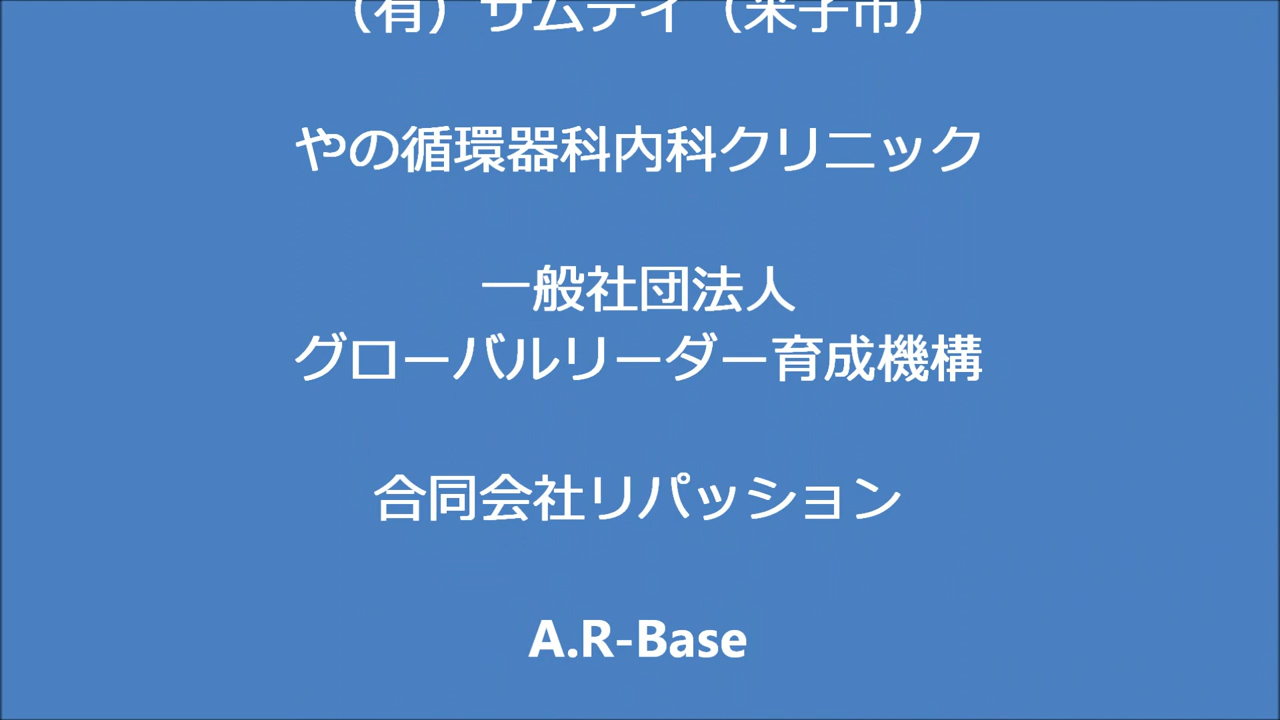 （有）サムディ（米子市）
やの循環器科内科クリニック
一般社団法人
グローバルリーダー育成機構
合同会社リパッション
A.R-Base